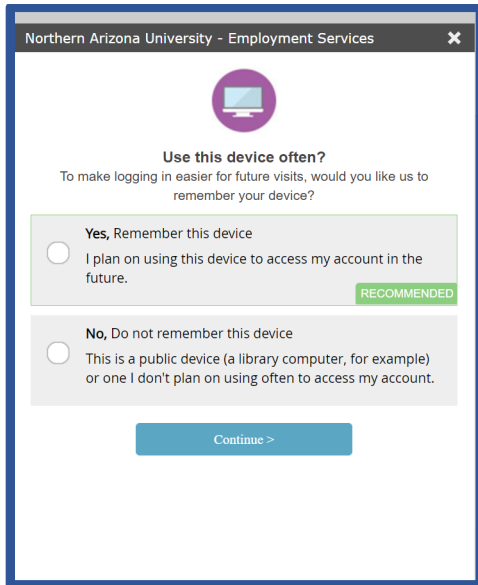 Northern Arizona University - Employment Services
Use this device often?
To make logging in easier for future visits, would you like us to
remember your device?
Yes, Remember this device
I plan on using this device to access my account in the
future.
RECOMMENDED
No, Do not remember this device
This is a public device (a library computer, for example)
or one I don't plan on using often to access my account.
Continue >